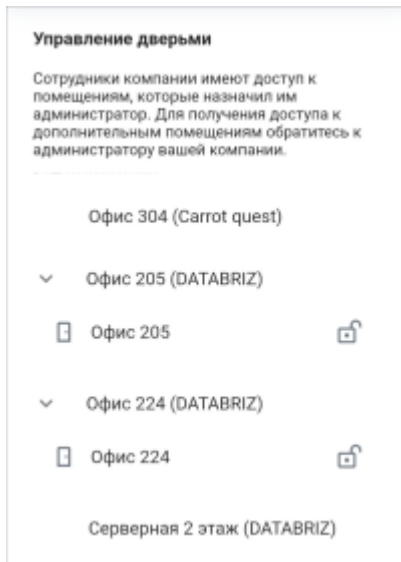 Управление дверьми
Сотрудники компании имеют доступ к
помещениям, которые назначил им
администратор. Для получения доступа к
дополнительным помещениям обратитесь к
администратору вашей компании.
Офис 304 (Carrot quest)
Офис 205 (DATABRIZ)
Офис 205
Офис 224 (DATABRIZ)
Офис 224
Серверная 2 этаж (DATABRIZ)